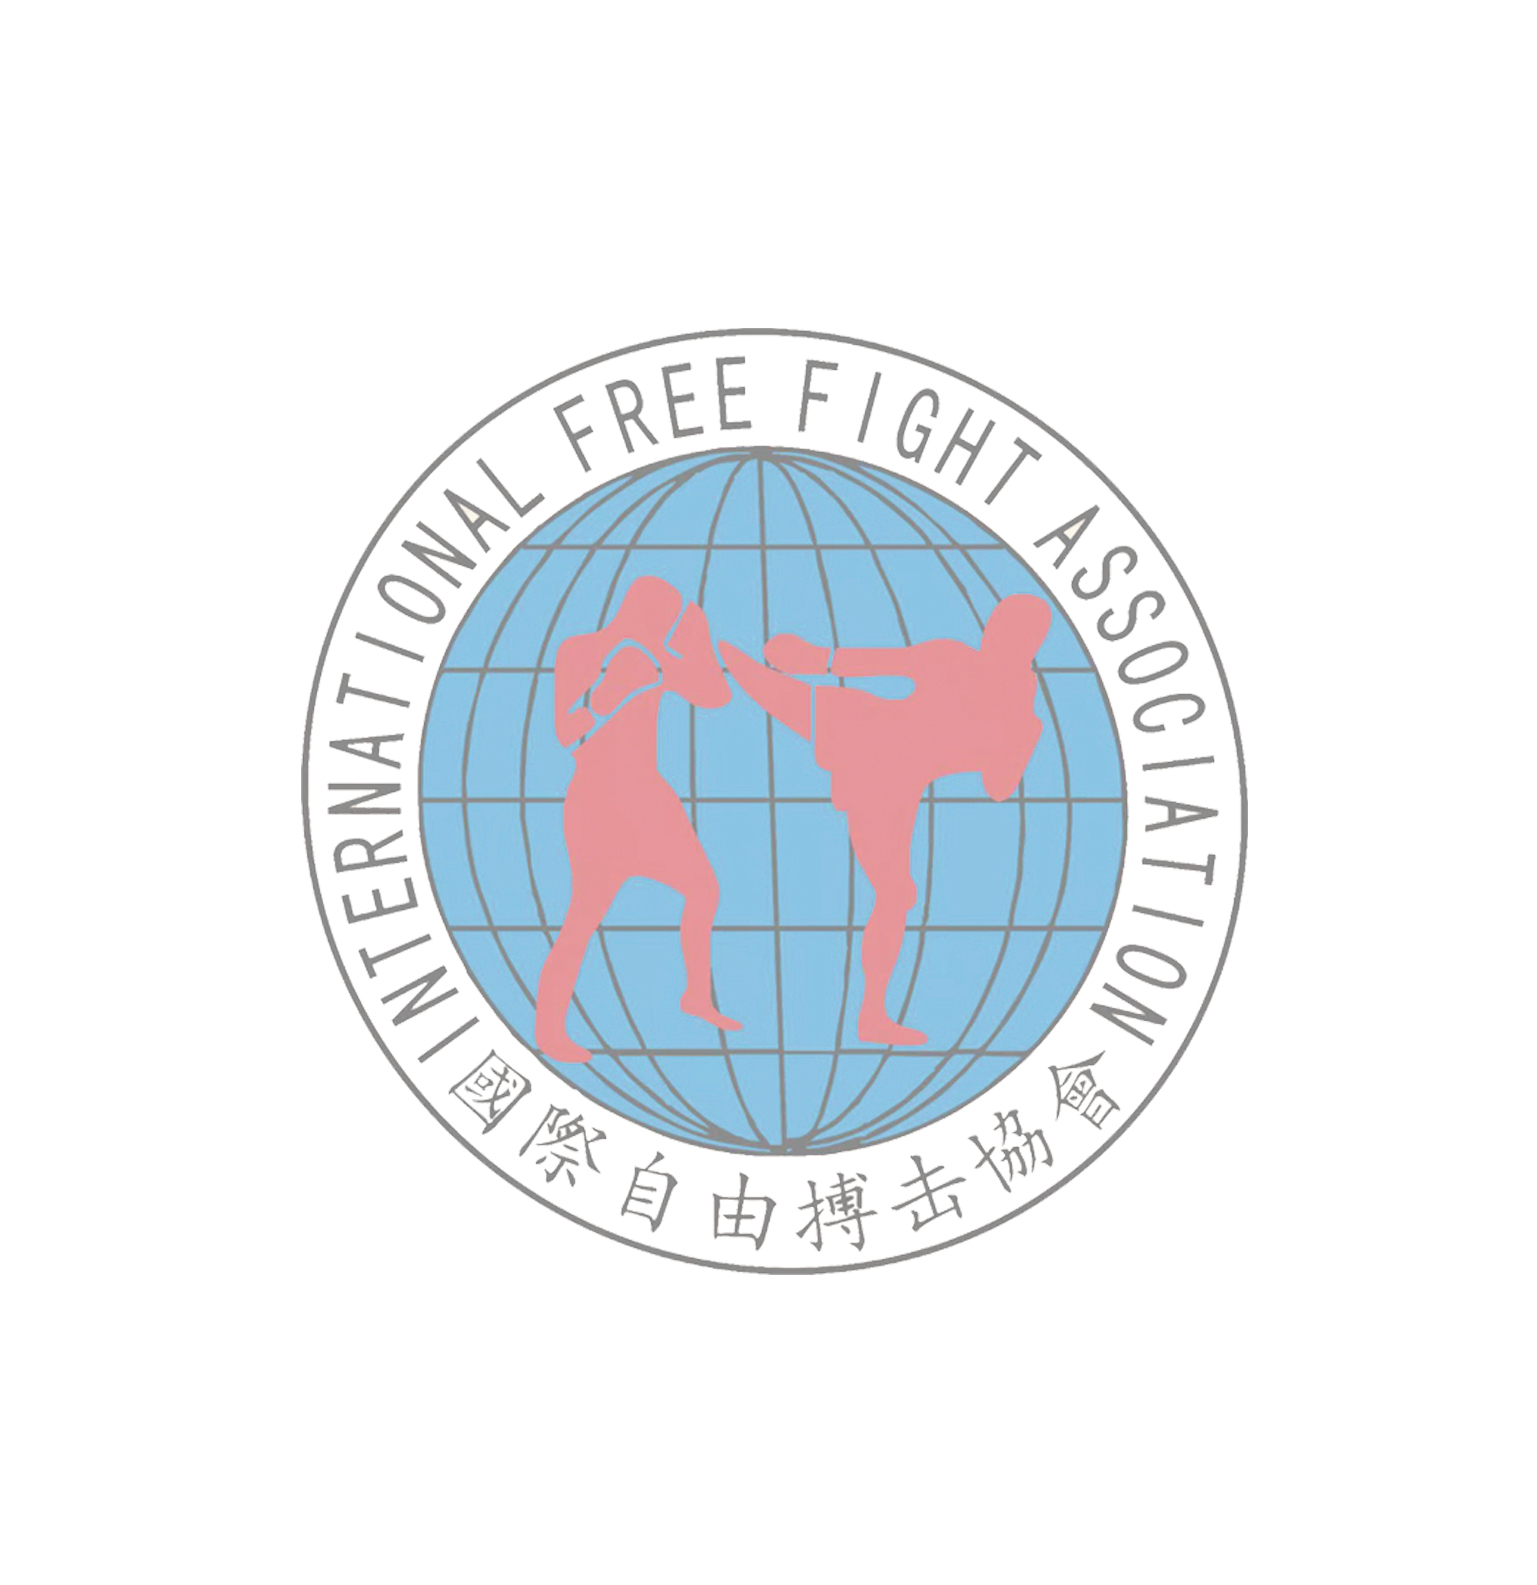 INTERNATIONAL FREE FIGHT ASSOCIATION
國際自由搏击協會